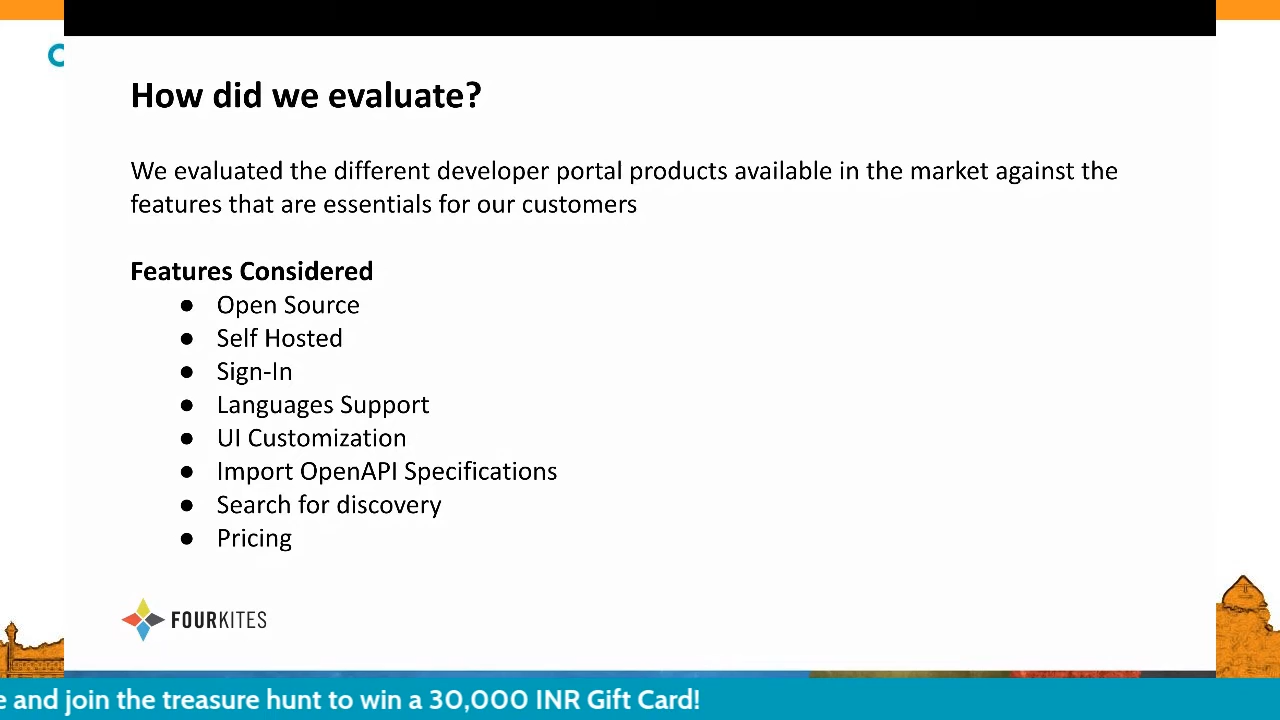 How did we evaluate?
We evaluated the different developer portal products available in the market against the
features that are essentials for our customers
Features Considered
● Open Source
● Self Hosted
● Sign-In
● Languages Support
● UI Customization
● Import OpenAPI Specifications
● Search for discovery
● Pricing
FOURKITES
and join the treasure hunt to win a 30,000 INR Gift Card!